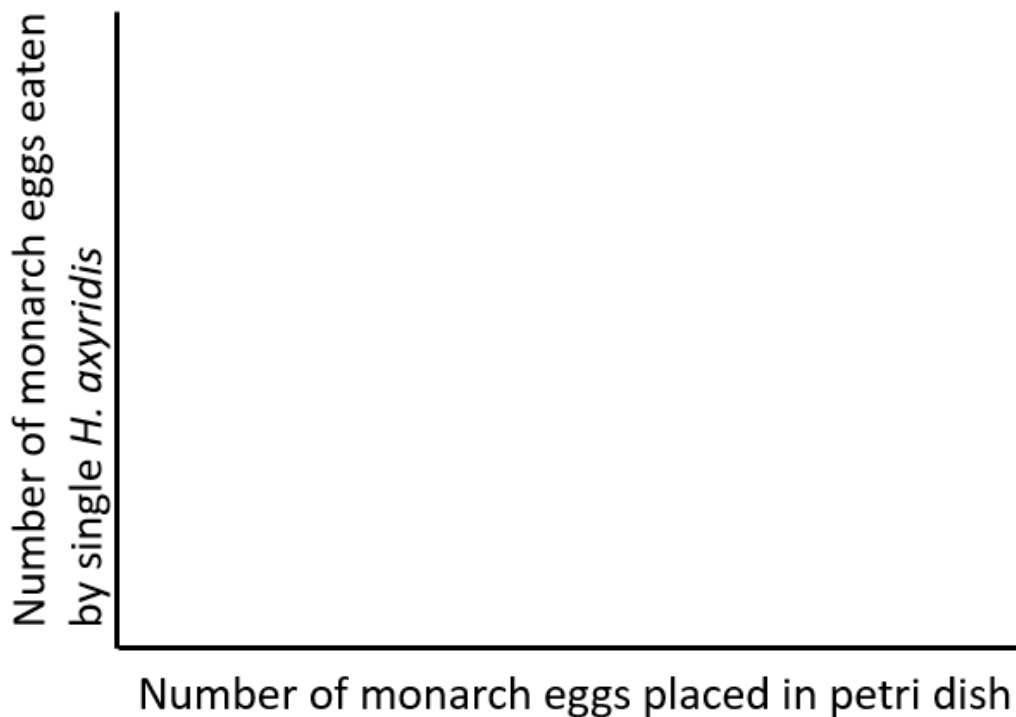 Number of monarch eggs eaten
by single H. axyridis
Number of monarch eggs placed in petri dish